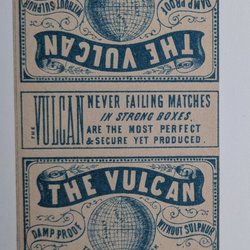 DAMP PROOF
WITHOUT SULPHUR
THE VULCAN
THE VULCAN
NEVER FAILING MATCHES
IN STRONG BOXES,
ARE THE MOST PERFECT
& SECURE YET PRODUCED.
THE VULCAN
DAMP PROOF
WITHOUT SULPHUR